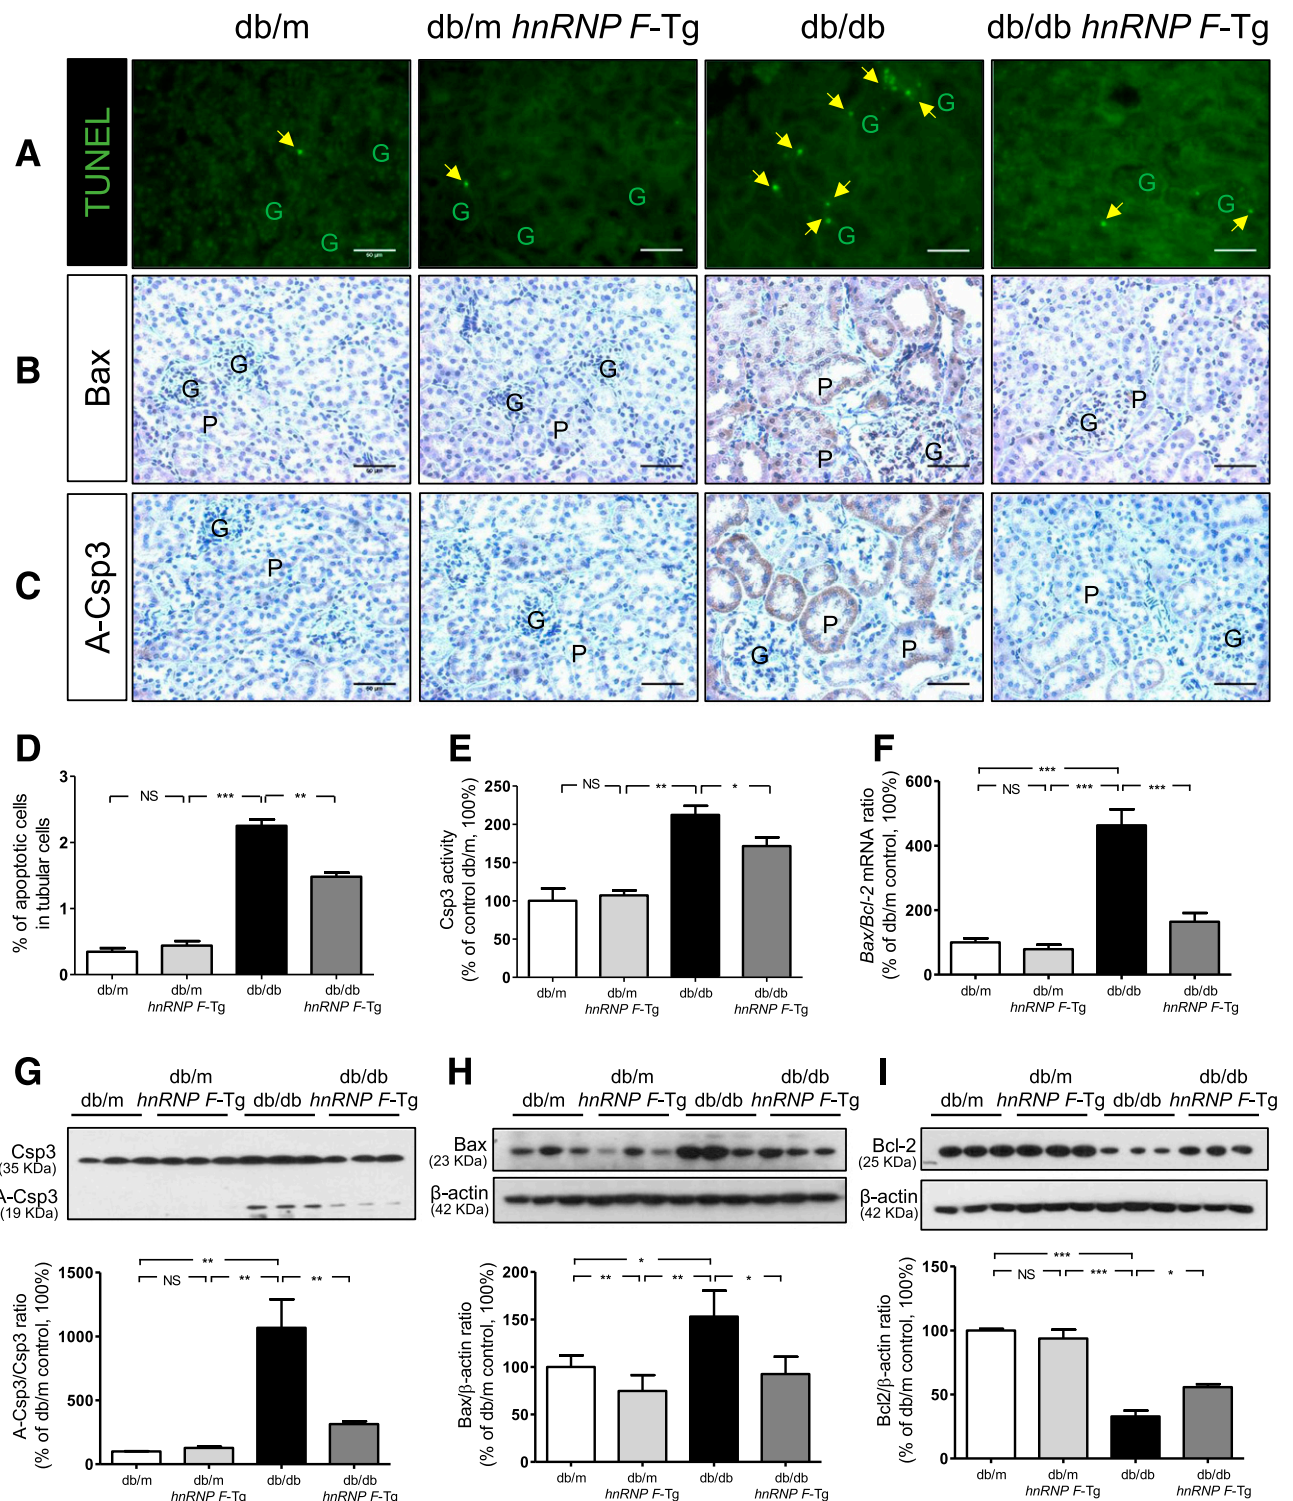 db/m db/m hnRNP F-Tg db/db db/db hnRNP F-Tg
A
TUNEL
G
G
G
50 µm
G
G
G
G
G
G
G
G
B
Bax
G
G
P
50 µm
G
G
P
P
P
G
P
G
C
A-Csp3
G
P
50 µm
G
P
P
P
G
P
G
D
% of apoptotic cells
in tubular cells
3
2
1
0
NS *** **
db/m db/m db/db db/db
hnRNP F-Tg hnRNP F-Tg
E
Csp3 activity
(% of control db/m, 100%)
250
200
150
100
50
0
NS ** *
db/m db/m db/db db/db
hnRNP F-Tg hnRNP F-Tg
F
Bax/Bcl-2 mRNA ratio
(% of db/m control, 100%)
600
400
200
0
***
NS *** ***
db/m db/m db/db db/db
hnRNP F-Tg hnRNP F-Tg
G
db/m db/db
db/m hnRNP F-Tg db/db hnRNP F-Tg
Csp3
(35 KDa)
A-Csp3
(19 KDa)
A-Csp3/Csp3 ratio
(% of db/m control, 100%)
1500
1000
500
0
**
NS ** **
db/m db/m db/db db/db
hnRNP F-Tg hnRNP F-Tg
H
db/m db/db
db/m hnRNP F-Tg db/db hnRNP F-Tg
Bax
(23 KDa)
β-actin
(42 KDa)
Bax/β-actin ratio
(% of db/m control, 100%)
200
150
100
50
0
*
** ** *
db/m db/m db/db db/db
hnRNP F-Tg hnRNP F-Tg
I
db/m db/db
db/m hnRNP F-Tg db/db hnRNP F-Tg
Bcl-2
(25 KDa)
β-actin
(42 KDa)
Bcl2/β-actin ratio
(% of db/m control, 100%)
150
100
50
0
***
NS *** *
db/m db/m db/db db/db
hnRNP F-Tg hnRNP F-Tg